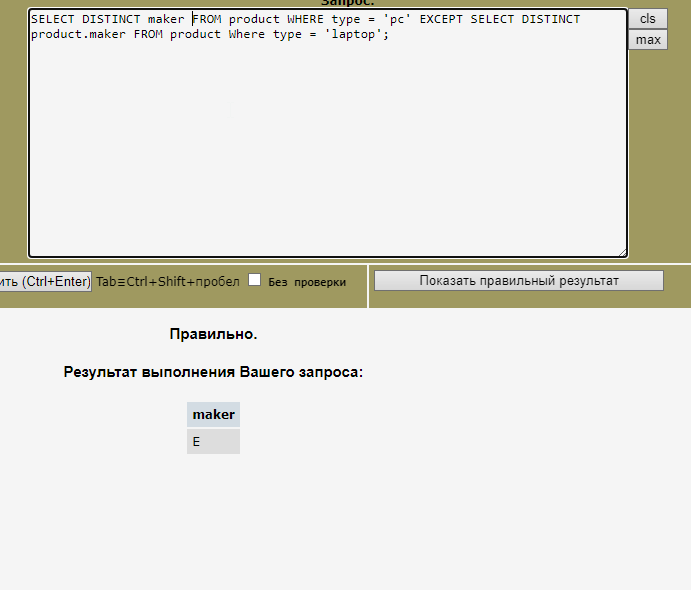 Запрос:
SELECT DISTINCT maker FROM product WHERE type = 'pc' EXCEPT SELECT DISTINCT
product.maker FROM product Where type = 'laptop';
cls
max
ить (Ctrl+Enter) Tab≡Ctrl+Shift+пробел Без проверки Показать правильный результат
Правильно.
Результат выполнения Вашего запроса:
maker
E